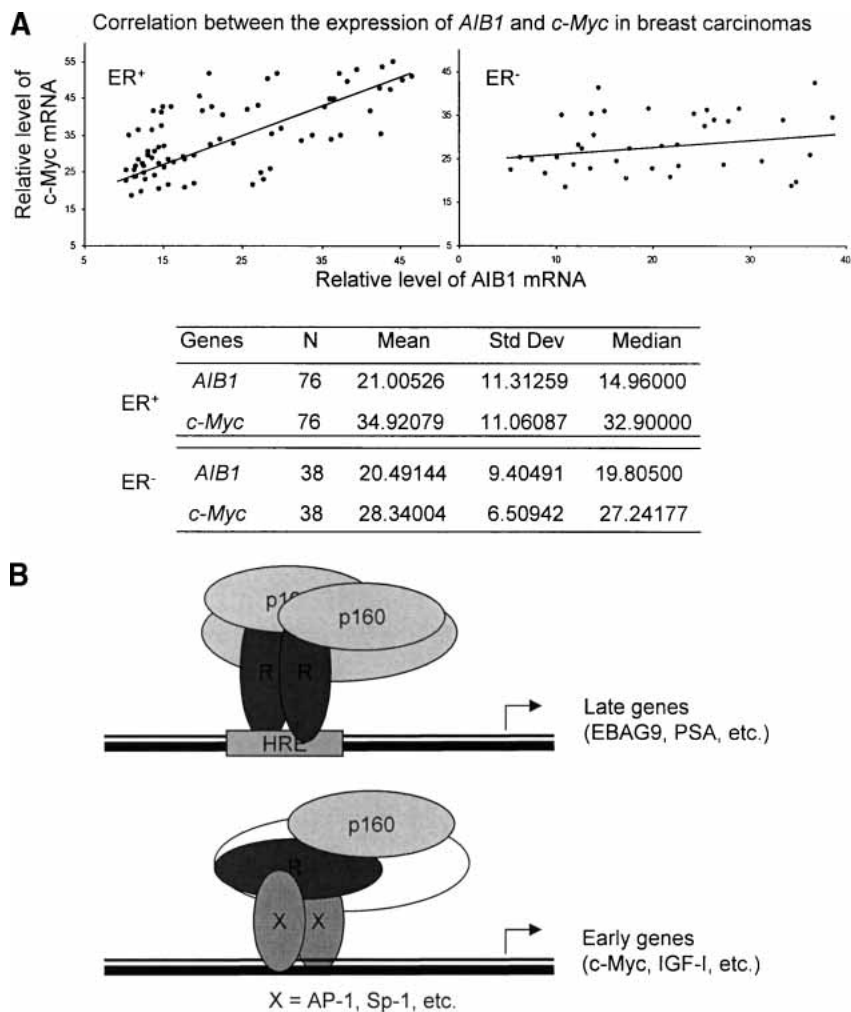 A
Correlation between the expression of AIB1 and c-Myc in breast carcinomas
Relative level of
c-Myc mRNA
ER+
55
45
35
25
15
5
5 15 25 35 45
ER-
45
35
25
15
5
0 10 20 30 40
Relative level of AIB1 mRNA
Genes N Mean Std Dev Median
ER+
AIB1 76 21.00526 11.31259 14.96000
c-Myc 76 34.92079 11.06087 32.90000
ER-
AIB1 38 20.49144 9.40491 19.80500
c-Myc 38 28.34004 6.50942 27.24177
B
p160
R R
HRE
Late genes
(EBAG9, PSA, etc.)
p160
R
X X
Early genes
(c-Myc, IGF-I, etc.)
X = AP-1, Sp-1, etc.